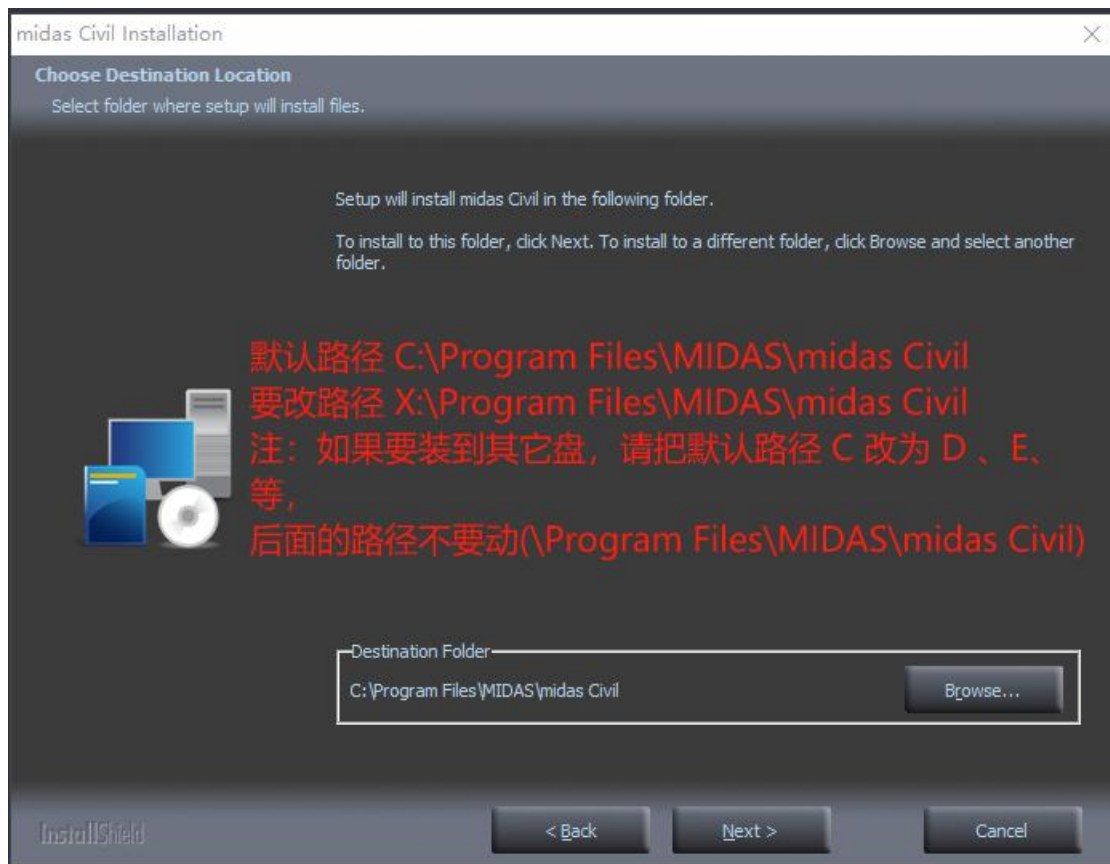 midas Civil Installation
Choose Destination Location
Select folder where setup will install files.
Setup will install midas Civil in the following folder.
To install to this folder, click Next. To install to a different folder, click Browse and select another
folder.
默认路径 C:\Program Files\MIDAS\midas Civil
要改路径 X:\Program Files\MIDAS\midas Civil
注：如果要装到其它盘，请把默认路径 C 改为 D 、E、
等，
后面的路径不要动(\Program Files\MIDAS\midas Civil)
Destination Folder
C:\Program Files\MIDAS\midas Civil
Browse...
InstallShield
< Back
Next >
Cancel